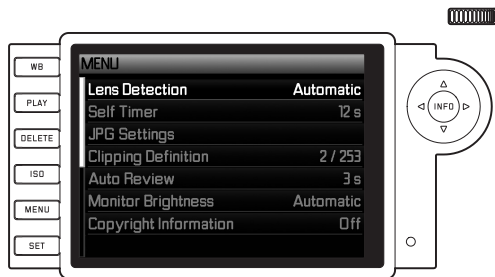 WB
PLAY
DELETE
ISO
MENU
SET
MENU
Lens Detection Automatic
Self Timer 12 s
JPG Settings
Clipping Definition 2 / 253
Auto Review 3 s
Monitor Brightness Automatic
Copyright Information Off
INFO